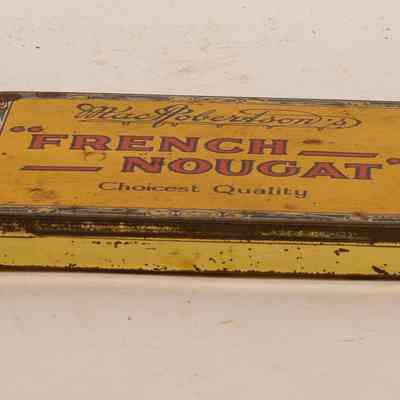 MacRobertson's
"FRENCH —
— NOUGAT"
Choicest Quality